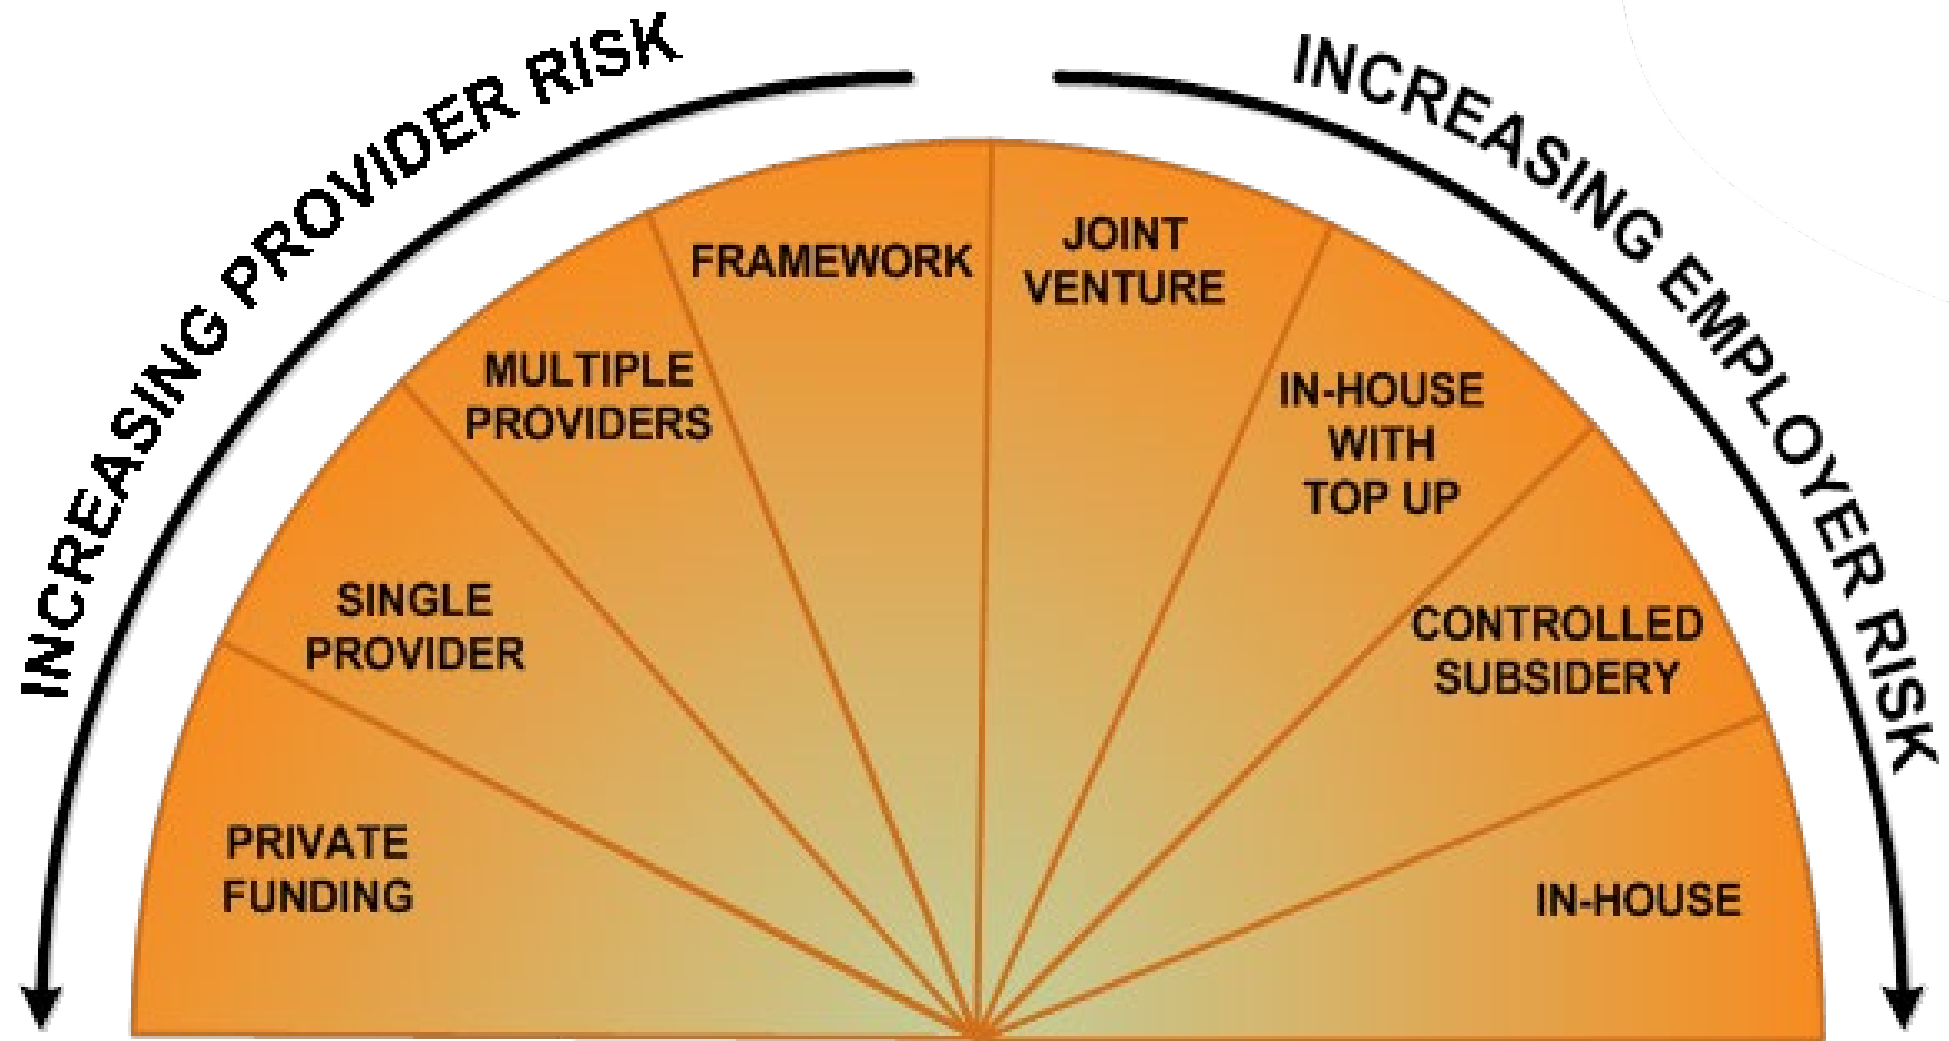 INCREASING PROVIDER RISK
INCREASING EMPLOYER RISK
FRAMEWORK
JOINT
VENTURE
MULTIPLE
PROVIDERS
IN-HOUSE
WITH
TOP UP
SINGLE
PROVIDER
CONTROLLED
SUBSIDERY
PRIVATE
FUNDING
IN-HOUSE